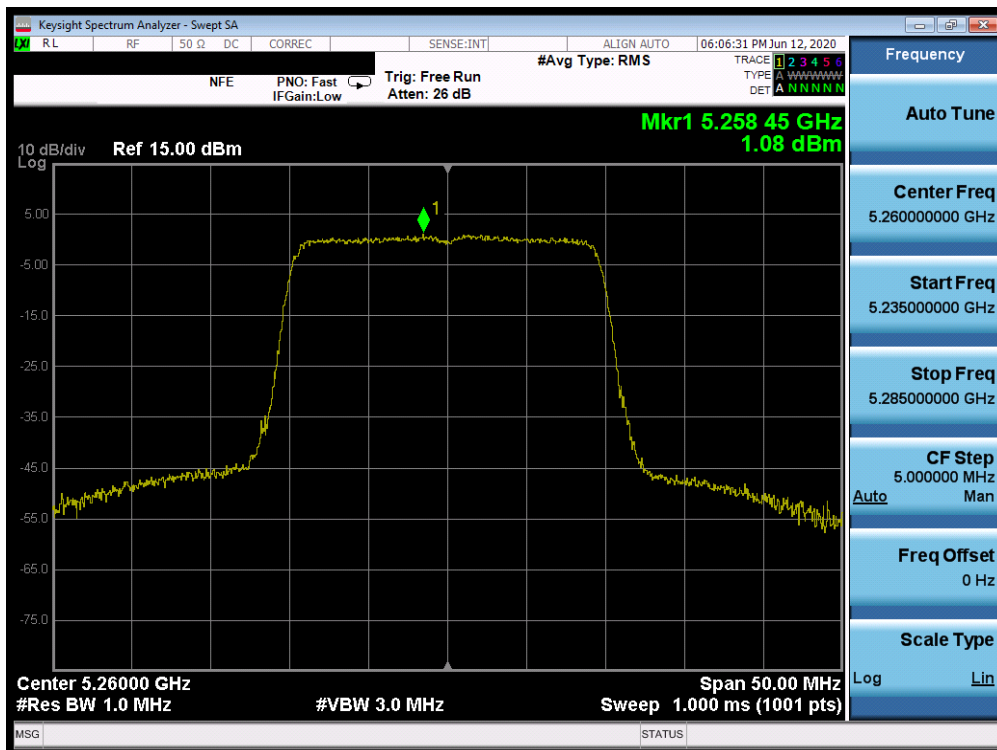 Keysight Spectrum Analyzer - Swept SA
LXI RL RF 50 Ω DC CORREC SENSE:INT ALIGN AUTO 06:06:31 PM Jun 12, 2020
Frequency
NFE PNO: Fast Trig: Free Run #Avg Type: RMS TRACE 1 2 3 4 5 6
IFGain:Low Atten: 26 dB TYPE A WWWWW
DET A N N N N N
Auto Tune
Mkr1 5.258 45 GHz
1.08 dBm
10 dB/div Ref 15.00 dBm
Log
1
5.00
-5.00
-15.0
-25.0
-35.0
-45.0
-55.0
-65.0
-75.0
Center Freq
5.260000000 GHz
Start Freq
5.235000000 GHz
Stop Freq
5.285000000 GHz
CF Step
5.000000 MHz
Auto Man
Freq Offset
0 Hz
Scale Type
Log Lin
Center 5.26000 GHz Span 50.00 MHz
#Res BW 1.0 MHz #VBW 3.0 MHz Sweep 1.000 ms (1001 pts)
MSG STATUS